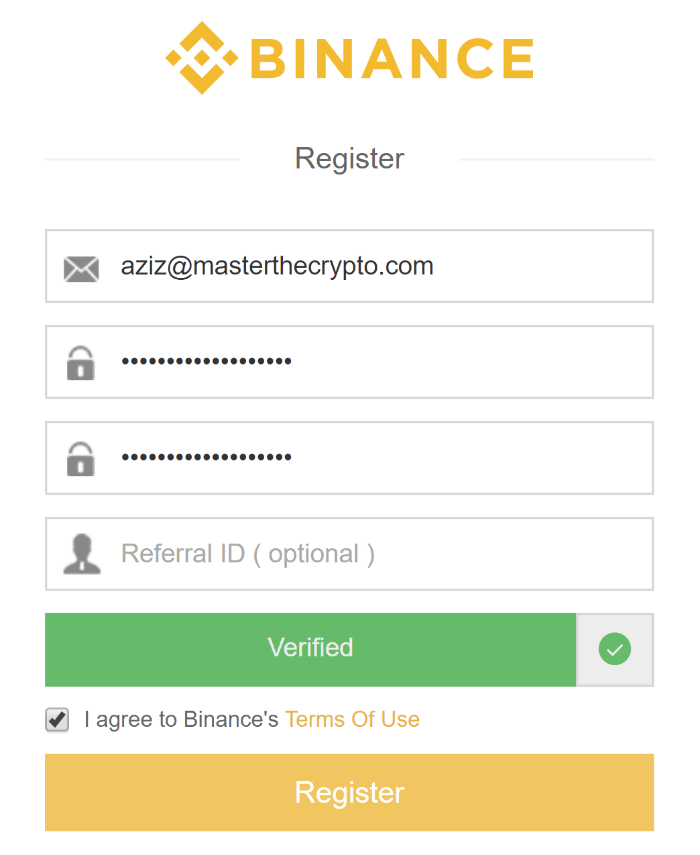 BINANCE
Register
aziz@masterthecrypto.com
•••••••••••••••••••
•••••••••••••••••••
Referral ID ( optional )
Verified
I agree to Binance's Terms Of Use
Register